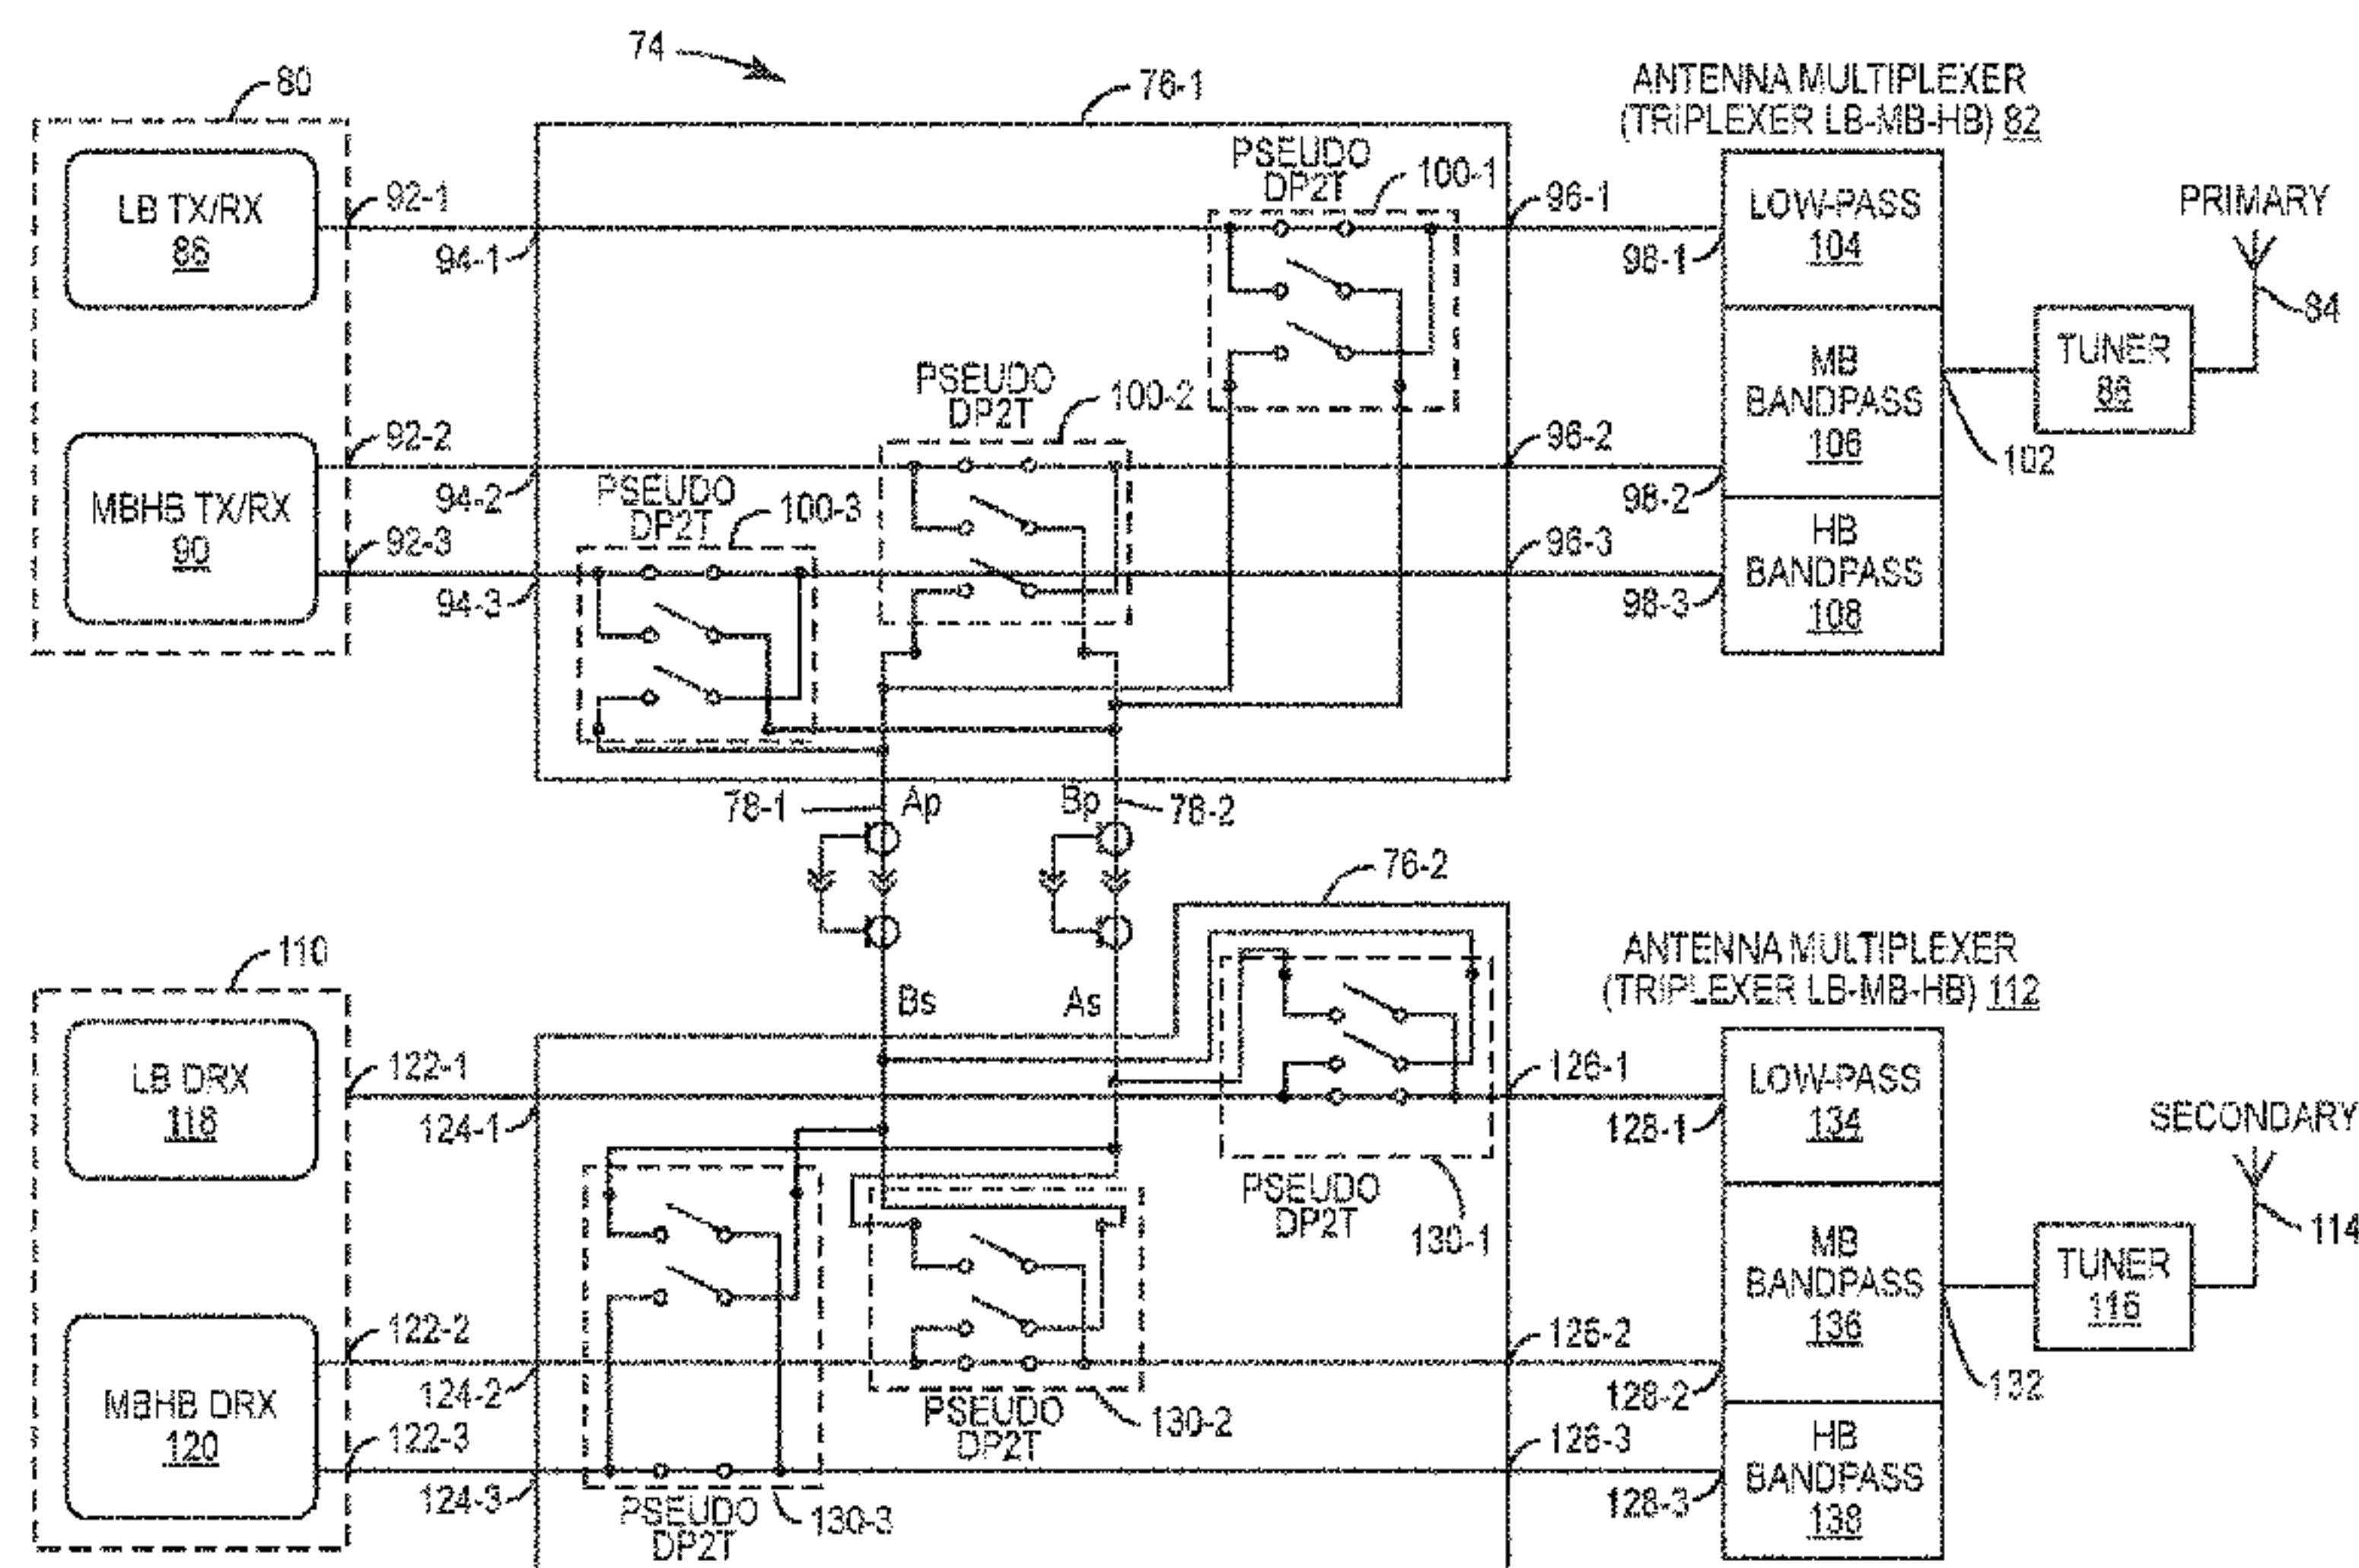 74
80
76-1
ANTENNA MULTIPLEXER
(TRIPLEXER LB-MB-HB) 82
PSEUDO
DP2T
100-1
LB TX/RX
86
92-1
94-1
96-1
98-1
LOW-PASS
104
PRIMARY
84
MB
BANDPASS
106
TUNER
86
102
PSEUDO
DP2T
100-2
92-2
94-2
96-2
98-2
MBHB TX/RX
90
PSEUDO
DP2T
100-3
92-3
94-3
96-3
98-3
HB
BANDPASS
108
78-1
Ap
Bp
78-2
76-2
110
Bs
As
ANTENNA MULTIPLEXER
(TRIPLEXER LB-MB-HB) 112
LB DRX
118
122-1
124-1
126-1
128-1
LOW-PASS
134
SECONDARY
114
PSEUDO
DP2T
130-1
MB
BANDPASS
136
TUNER
116
132
122-2
124-2
126-2
128-2
MBHB DRX
120
PSEUDO
DP2T
130-2
122-3
124-3
126-3
128-3
HB
BANDPASS
138
PSEUDO
DP2T
130-3